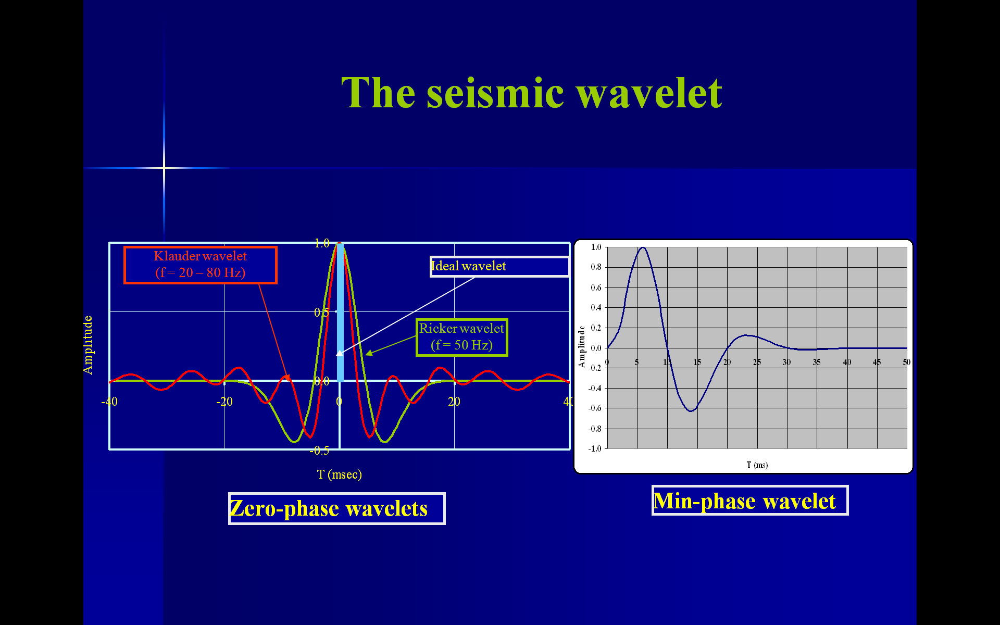 The seismic wavelet
Klauder wavelet
(f = 20 – 80 Hz)
Ideal wavelet
Ricker wavelet
(f = 50 Hz)
1.0
0.5
0.0
-0.5
-40
-20
0
20
40
Amplitude
T (msec)
Zero-phase wavelets
1.0
0.8
0.6
0.4
0.2
0.0
-0.2
-0.4
-0.6
-0.8
-1.0
0
5
10
15
20
25
30
35
40
45
50
Amplitude
T (ms)
Min-phase wavelet